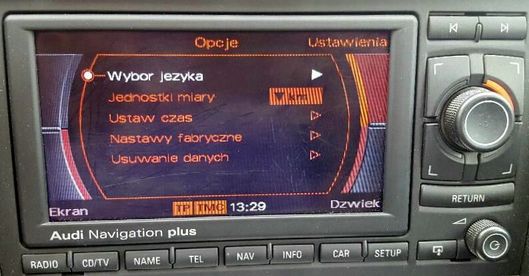 Opcje Ustawienia
Wybor jezyka
Jednostki miary
Ustaw czas
Nastawy fabryczne
Usuwanie danych
Ekran TP TMC 13:29 Dzwiek
RETURN
Audi Navigation plus
RADIO CD/TV NAME TEL NAV INFO CAR SETUP